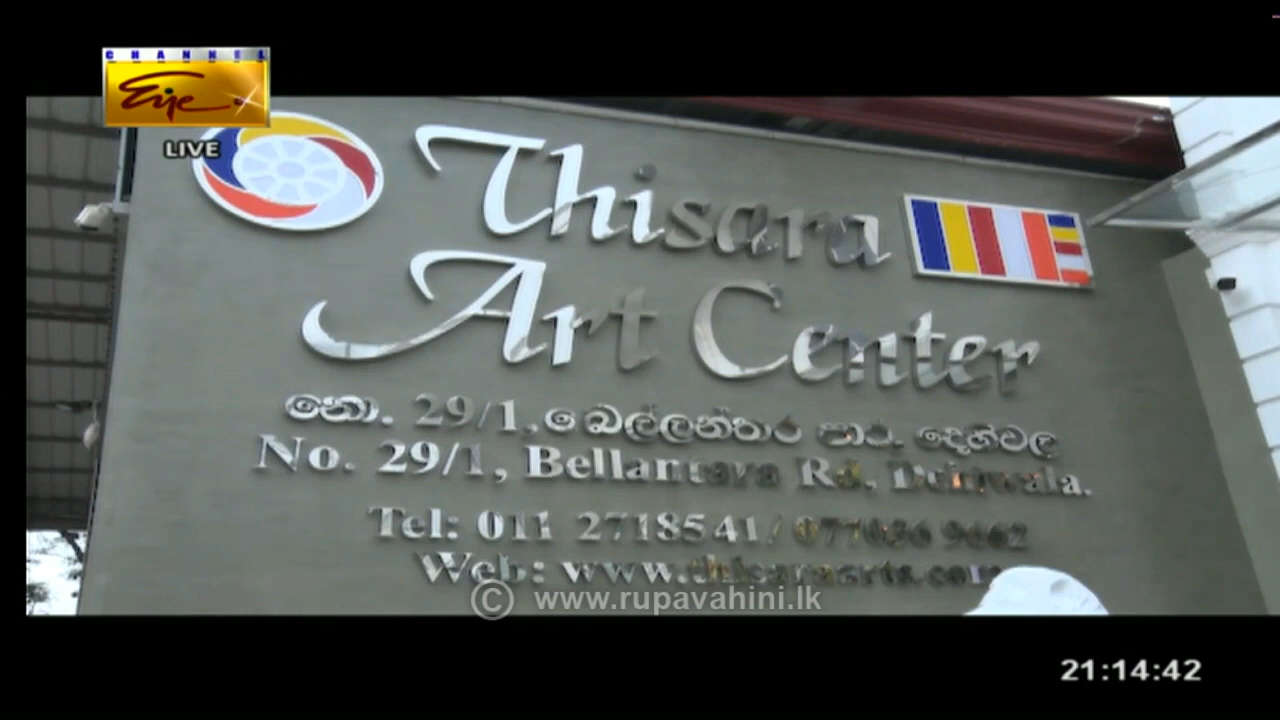 CHANNEL
Eye
LIVE
Thisara
Art Center
නො. 29/1, බෙල්ලන්තර පාර, දෙහිවල
No. 29/1, Bellantara Rd, Dehiwala.
Tel: 011 2718541 /
Web:
© www.rupavahini.lk
21:14:42